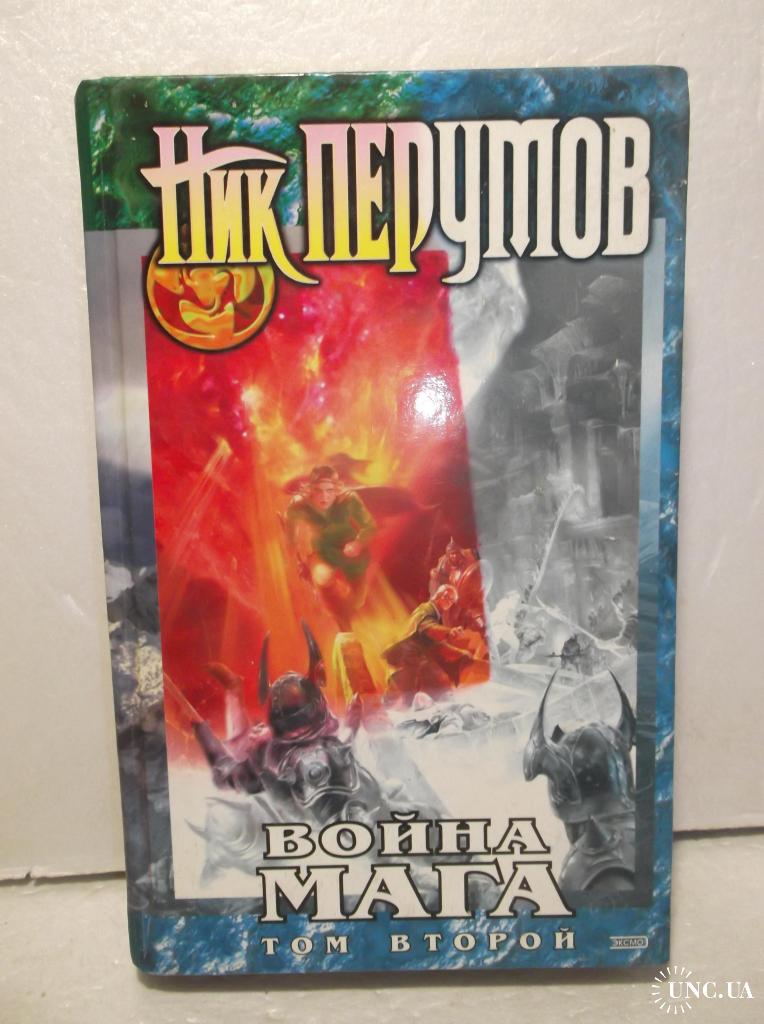 Ник ПЕРУМОВ
ВОЙНА
МАГА
ТОМ ВТОРОЙ
ЭКСМО
UNC.UA